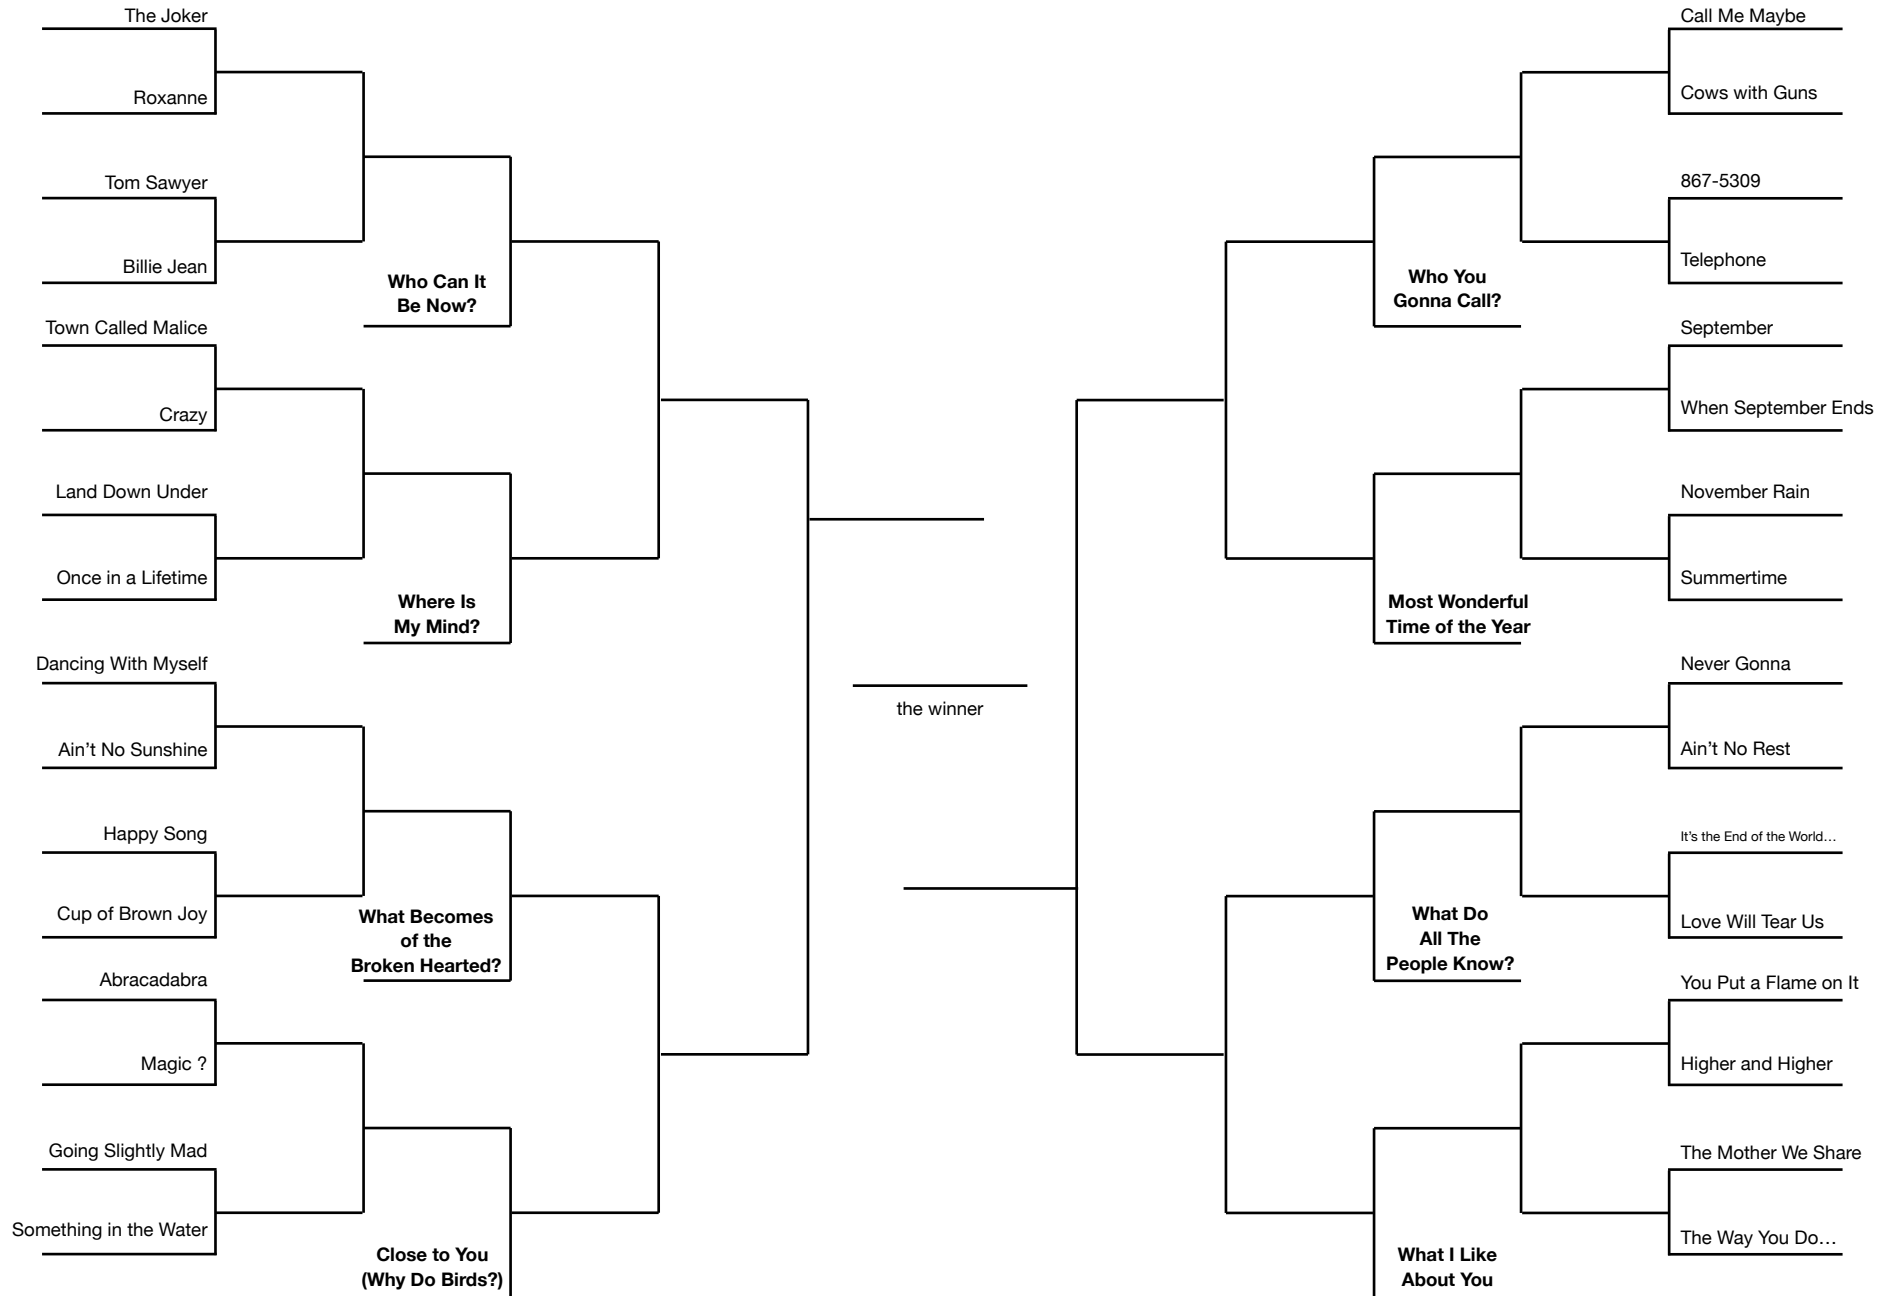 The Joker
Roxanne
Tom Sawyer
Billie Jean
Who Can It
Be Now?
Town Called Malice
Crazy
Land Down Under
Once in a Lifetime
Where Is
My Mind?
Dancing With Myself
Ain't No Sunshine
Happy Song
Cup of Brown Joy
What Becomes
of the
Broken Hearted?
Abracadabra
Magic ?
Going Slightly Mad
Something in the Water
Close to You
(Why Do Birds?)
the winner
Call Me Maybe
Cows with Guns
867-5309
Telephone
Who You
Gonna Call?
September
When September Ends
November Rain
Summertime
Most Wonderful
Time of the Year
Never Gonna
Ain't No Rest
It's the End of the World…
Love Will Tear Us
What Do
All The
People Know?
You Put a Flame on It
Higher and Higher
The Mother We Share
The Way You Do…
What I Like
About You